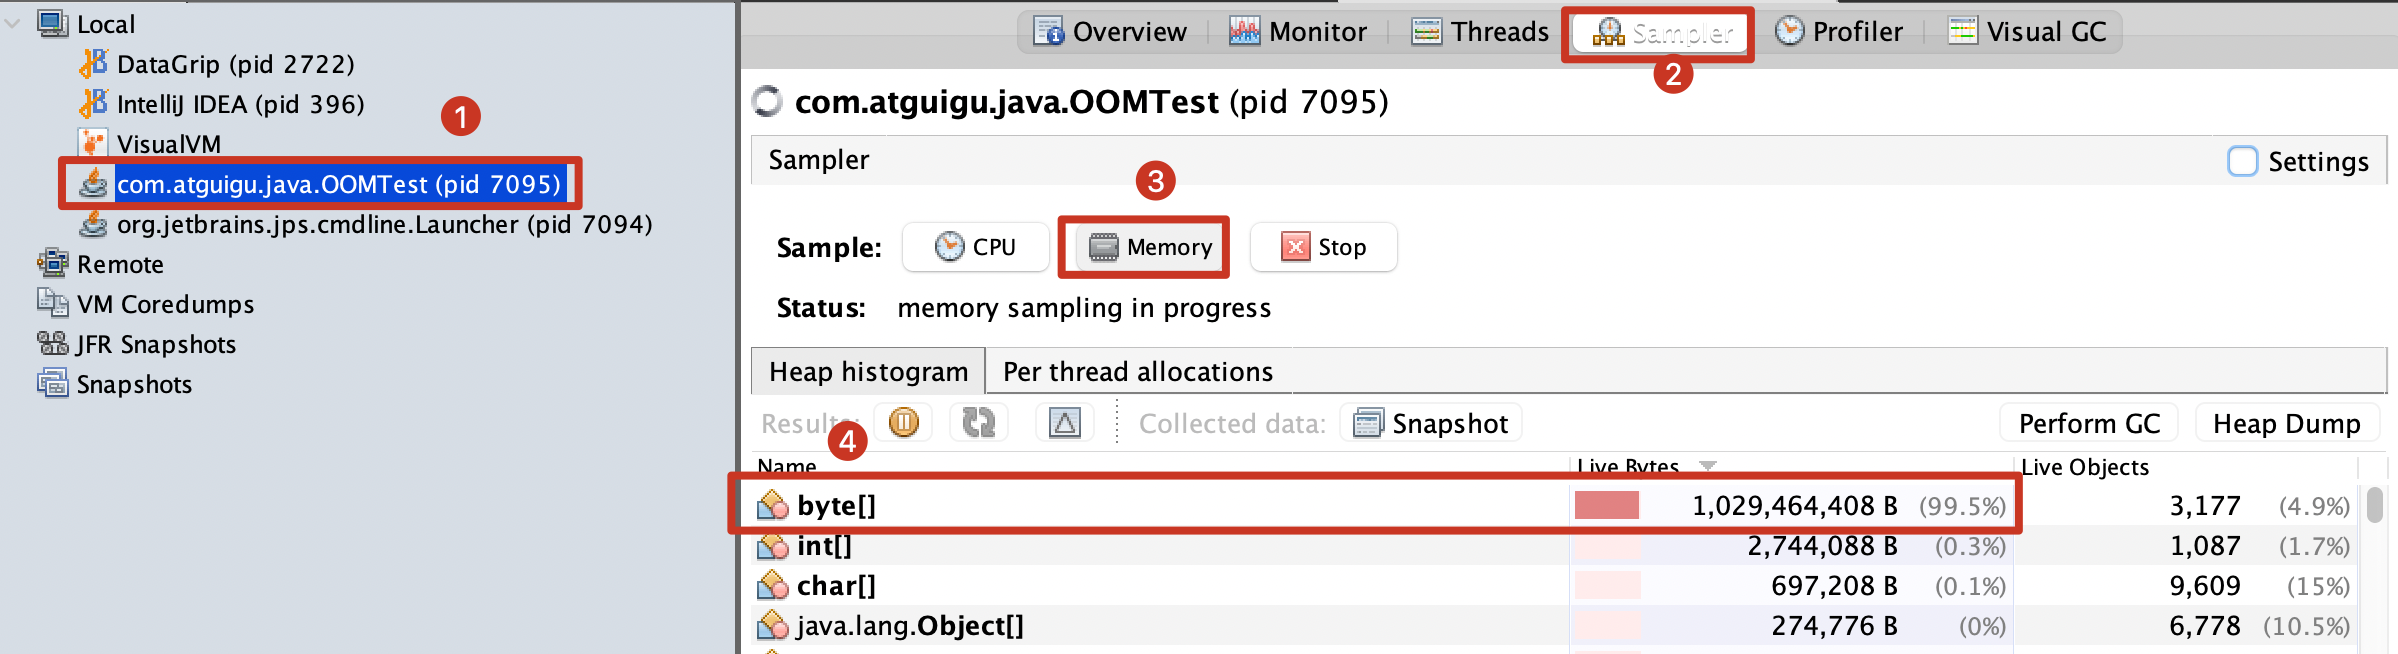 Local
DataGrip (pid 2722)
IntelliJ IDEA (pid 396)
1
VisualVM
com.atguigu.java.OOMTest (pid 7095)
org.jetbrains.jps.cmdline.Launcher (pid 7094)
Remote
VM Coredumps
JFR Snapshots
Snapshots
Overview Monitor Threads Sampler Profiler Visual GC
2
com.atguigu.java.OOMTest (pid 7095)
Sampler Settings
3
Sample: CPU Memory Stop
Status: memory sampling in progress
Heap histogram Per thread allocations
Results: Collected data: Snapshot Perform GC Heap Dump
4
Name Live Bytes Live Objects
byte[] 1,029,464,408 B (99.5%) 3,177 (4.9%)
int[] 2,744,088 B (0.3%) 1,087 (1.7%)
char[] 697,208 B (0.1%) 9,609 (15%)
java.lang.Object[] 274,776 B (0%) 6,778 (10.5%)